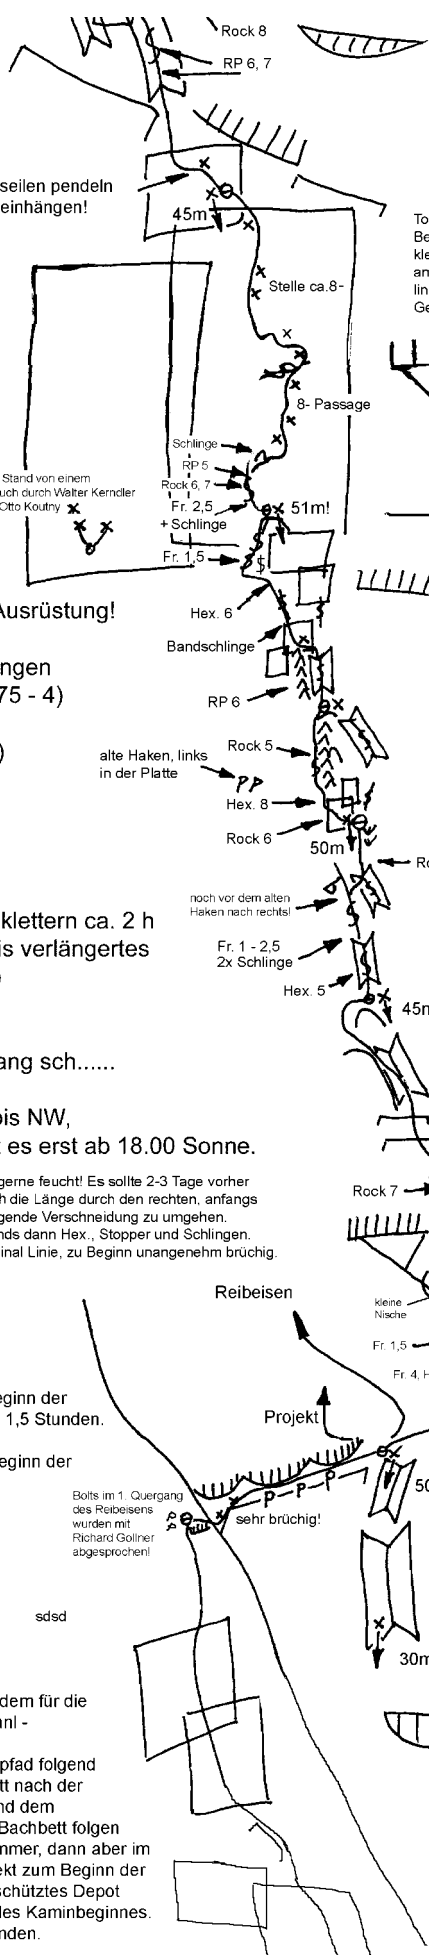 Rock 8
RP 6, 7
seilen pendeln
einhängen!
45m
To
Be
kle
am
lin
Ge
Stelle ca.8-
8- Passage
Schlinge
RP 5
Rock 6, 7
Fr. 2,5
+ Schlinge
51m!
Stand von einem
uch durch Walter Kerndler
Otto Koutny
Fr. 1,5
$
Ausrüstung!
Hex. 6
Bandschlinge
ngen
75 - 4)
RP 6
)
Rock 5
alte Haken, links
in der Platte
P P
Hex. 8
Rock 6
50m
Ro
noch vor dem alten
Haken nach rechts!
klettern ca. 2 h
is verlängertes
Fr. 1 - 2,5
2x Schlinge
Hex. 5
45m
ang sch......
bis NW,
t es erst ab 18.00 Sonne.
gerne feucht! Es sollte 2-3 Tage vorher
h die Länge durch den rechten, anfangs
gende Verschneidung zu umgehen.
nds dann Hex., Stopper und Schlingen.
inal Linie, zu Beginn unangenehm brüchig.
Rock 7
Reibeisen
kleine
Nische
Fr. 1,5
Fr. 4, H
eginn der
1,5 Stunden.
Projekt
eginn der
Bolts im 1. Quergang
des Reibeisens
wurden mit
Richard Gollner
abgesprochen!
P P
P - P - P
sehr brüchig!
50
sdsd
30m
dem für die
nnl -
pfad folgend
tt nach der
nd dem
Bachbett folgen
mmer, dann aber im
ekt zum Beginn der
schütztes Depot
des Kaminbeginnes.
nden.